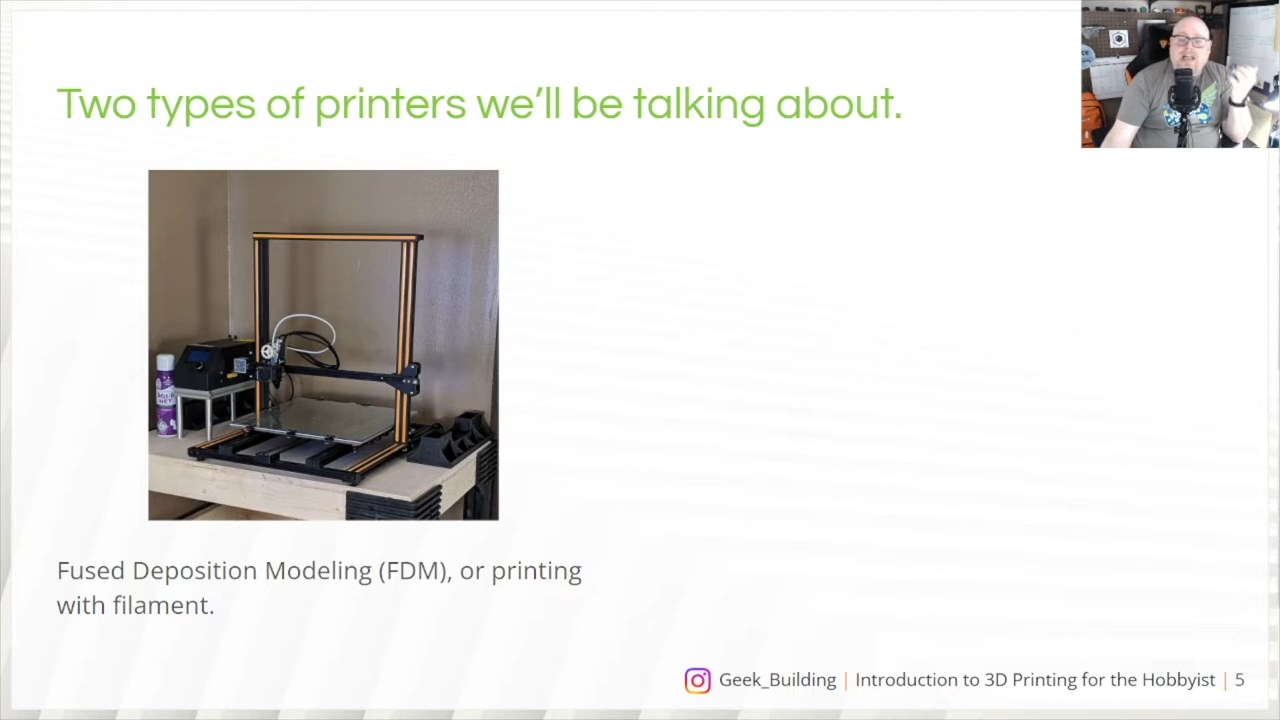 Two types of printers we'll be talking about.
Fused Deposition Modeling (FDM), or printing
with filament.
Geek_Building | Introduction to 3D Printing for the Hobbyist | 5